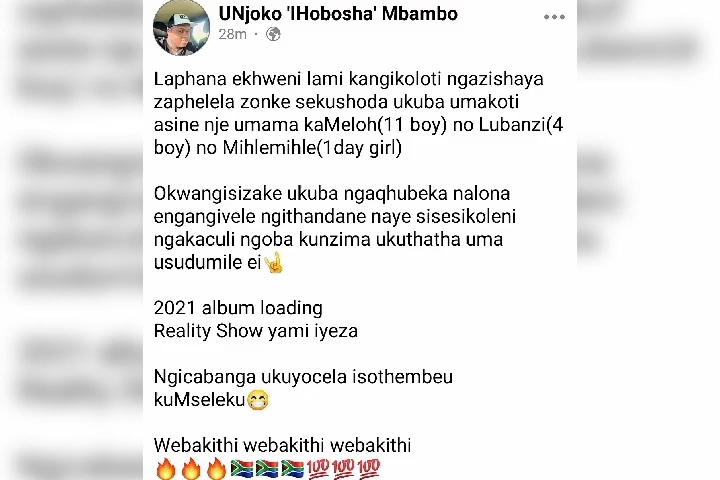 UNjoko 'IHobosha' Mbambo
28m
Laphana ekhweni lami kangikoloti ngazishaya
zaphelela zonke sekushoda ukuba umakoti
asine nje umama kaMeloh(11 boy) no Lubanzi(4
boy) no Mihlemihle(1day girl)
Okwangisizake ukuba ngaqhubeka nalona
engangivele ngithandane naye sisesikoleni
ngakaculi ngoba kunzima ukuthatha uma
usudumile ei🤘
2021 album loading
Reality Show yami iyeza
Ngicabanga ukuyocela isothembeu
kuMseleku😁
Webakithi webakithi webakithi
🔥🔥🔥🇿🇦🇿🇦🇿🇦💯💯💯